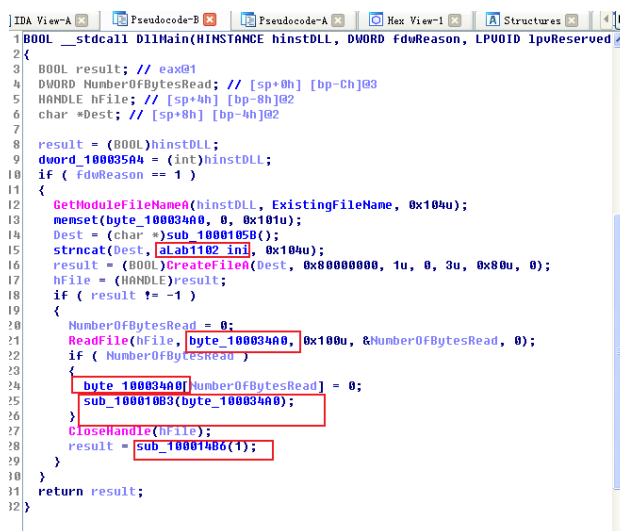 IDA View-A Pseudocode-B Pseudocode-A Hex View-1 Structures
1 BOOL __stdcall DllMain(HINSTANCE hinstDLL, DWORD fdwReason, LPVOID lpvReserved
2 {
3 BOOL result; // eax@1
4 DWORD NumberOfBytesRead; // [sp+0h] [bp-Ch]@3
5 HANDLE hFile; // [sp+4h] [bp-8h]@2
6 char *Dest; // [sp+8h] [bp-4h]@2
7
8 result = (BOOL)hinstDLL;
9 dword_100035A4 = (int)hinstDLL;
10 if ( fdwReason == 1 )
11 {
12 GetModuleFileNameA(hinstDLL, ExistingFileName, 0x104u);
13 memset(byte_100034A0, 0, 0x101u);
14 Dest = (char *)sub_1000105B();
15 strncat(Dest, aLab1102_ini, 0x104u);
16 result = (BOOL)CreateFileA(Dest, 0x80000000, 1u, 0, 3u, 0x80u, 0);
17 hFile = (HANDLE)result;
18 if ( result != -1 )
19 {
20 NumberOfBytesRead = 0;
21 ReadFile(hFile, byte_100034A0, 0x100u, &NumberOfBytesRead, 0);
22 if ( NumberOfBytesRead )
23 {
24 byte_100034A0[NumberOfBytesRead] = 0;
25 sub_100010B3(byte_100034A0);
26 }
27 CloseHandle(hFile);
28 result = sub_100014B6(1);
29 }
30 }
31 return result;
32 }